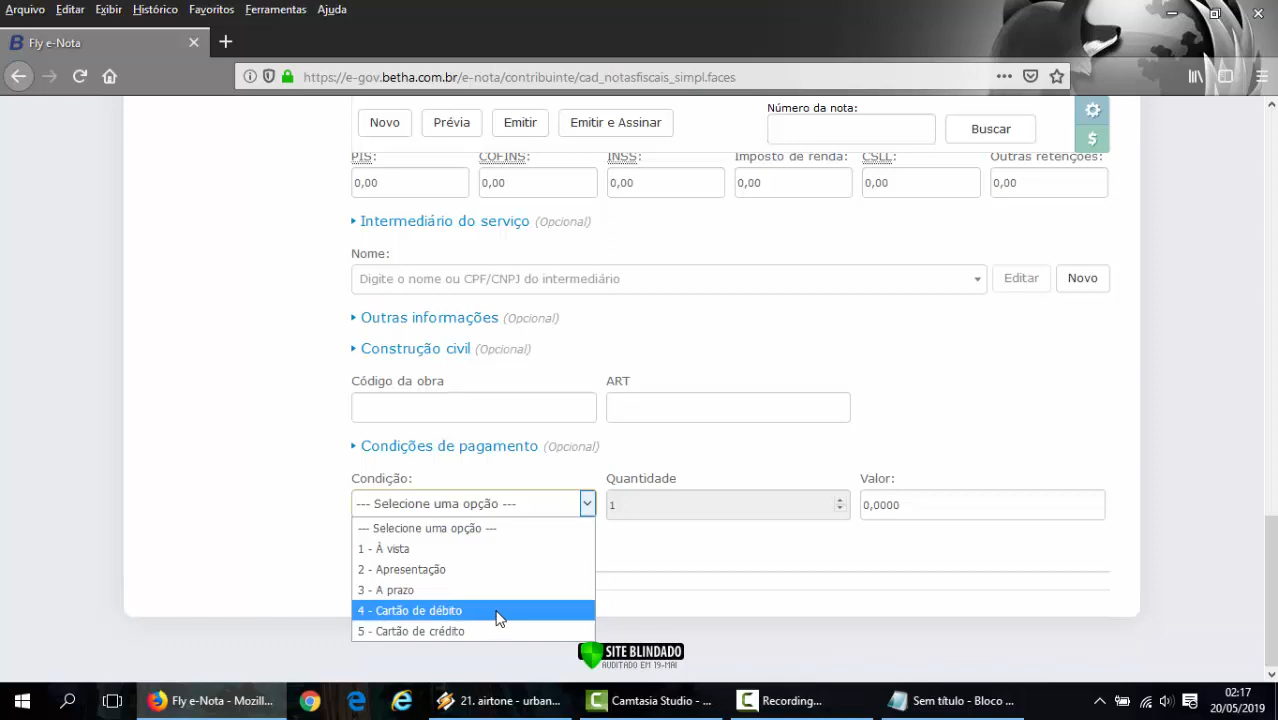 Arquivo Editar Exibir Histórico Favoritos Ferramentas Ajuda
Fly e-Nota
https://e-gov.betha.com.br/e-nota/contribuinte/cad_notasfiscais_simpl.faces
Novo Prévia Emitir Emitir e Assinar Número da nota: Buscar
PIS: COFINS: INSS: Imposto de renda: CSLL: Outras retenções:
0,00 0,00 0,00 0,00 0,00 0,00
Intermediário do serviço (Opcional)
Nome:
Digite o nome ou CPF/CNPJ do intermediário Editar Novo
Outras informações (Opcional)
Construção civil (Opcional)
Código da obra ART
Condições de pagamento (Opcional)
Condição: Quantidade Valor:
--- Selecione uma opção --- 1 0,0000
--- Selecione uma opção ---
1 - À vista
2 - Apresentação
3 - A prazo
4 - Cartão de débito
5 - Cartão de crédito
SITE BLINDADO
AUDITADO EM 19-MAI
Fly e-Nota - Mozill... 21. airtone - urban... Camtasia Studio - ... Recording... Sem título - Bloco ... 02:17
20/05/2019